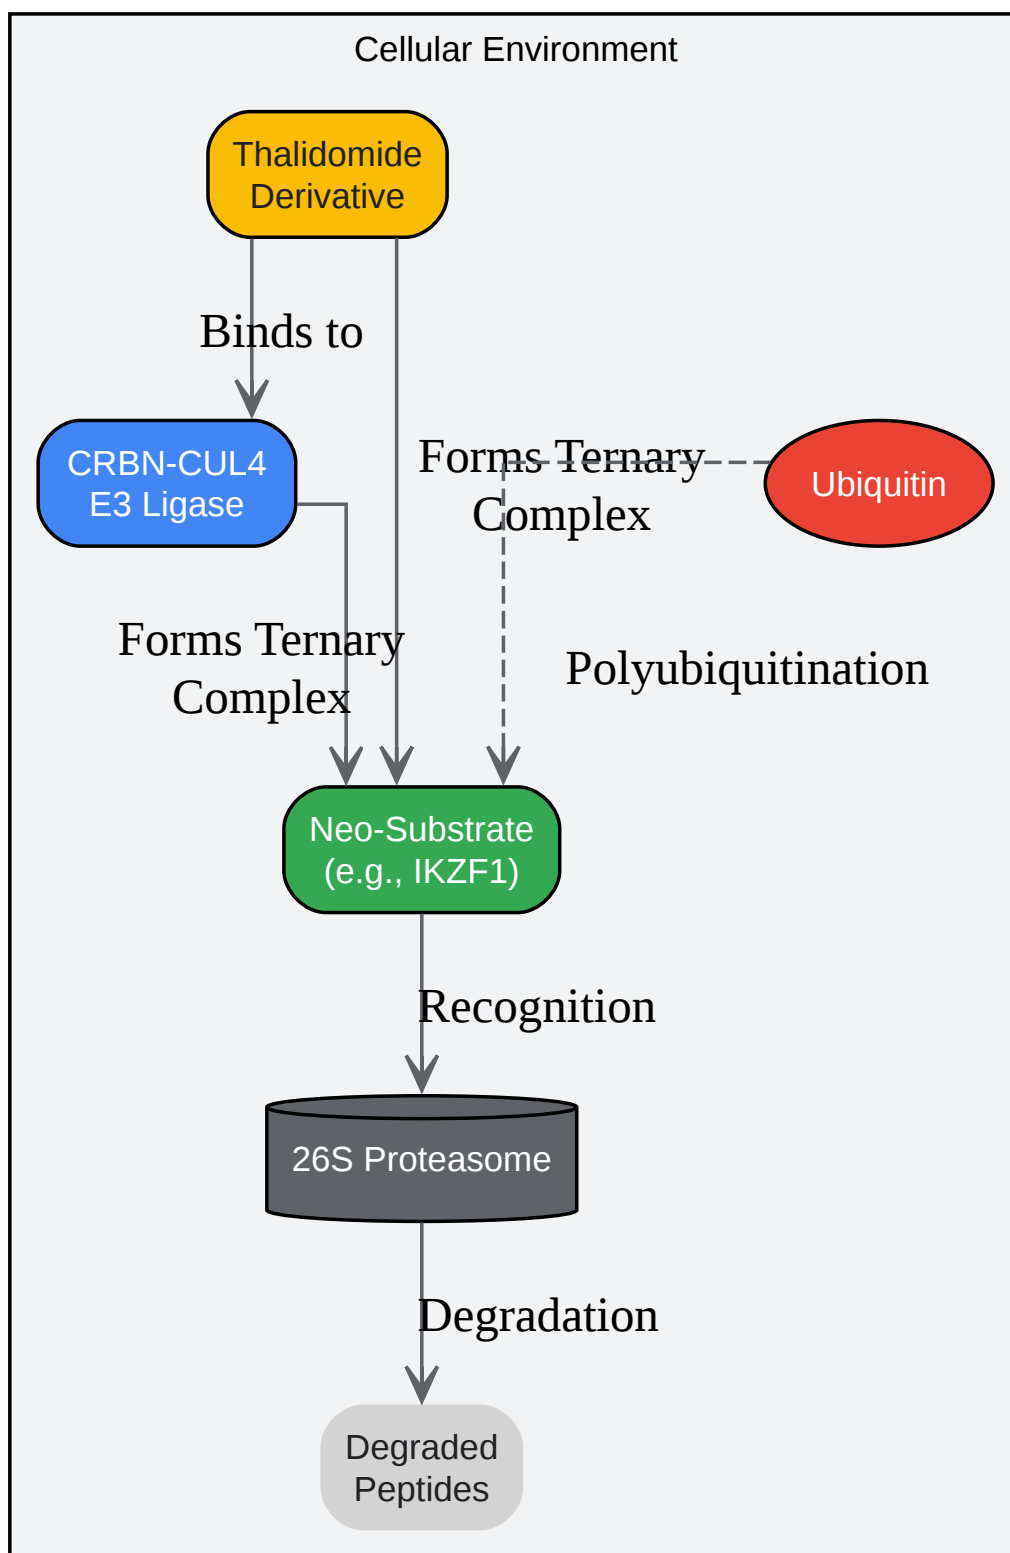 Cellular Environment
Thalidomide
Derivative
Binds to
CRBN-CUL4
E3 Ligase
Forms Ternary
Complex
Ubiquitin
Forms Ternary
Complex
Polyubiquitination
Neo-Substrate
(e.g., IKZF1)
Recognition
26S Proteasome
Degradation
Degraded
Peptides